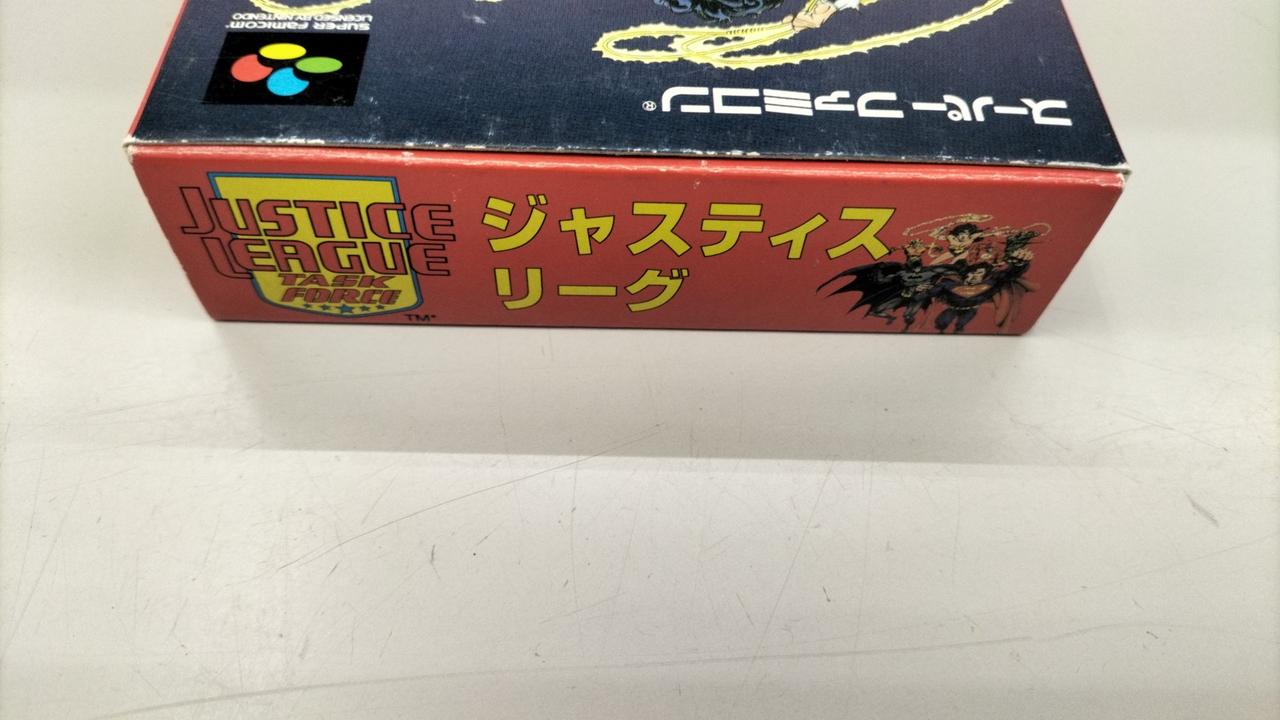 SUPER FAMICOM™
LICENSED BY NINTENDO
スーパーファミコン®
JUSTICE
LEAGUE
TASK
FORCE
TM*
ジャスティス
リーグ